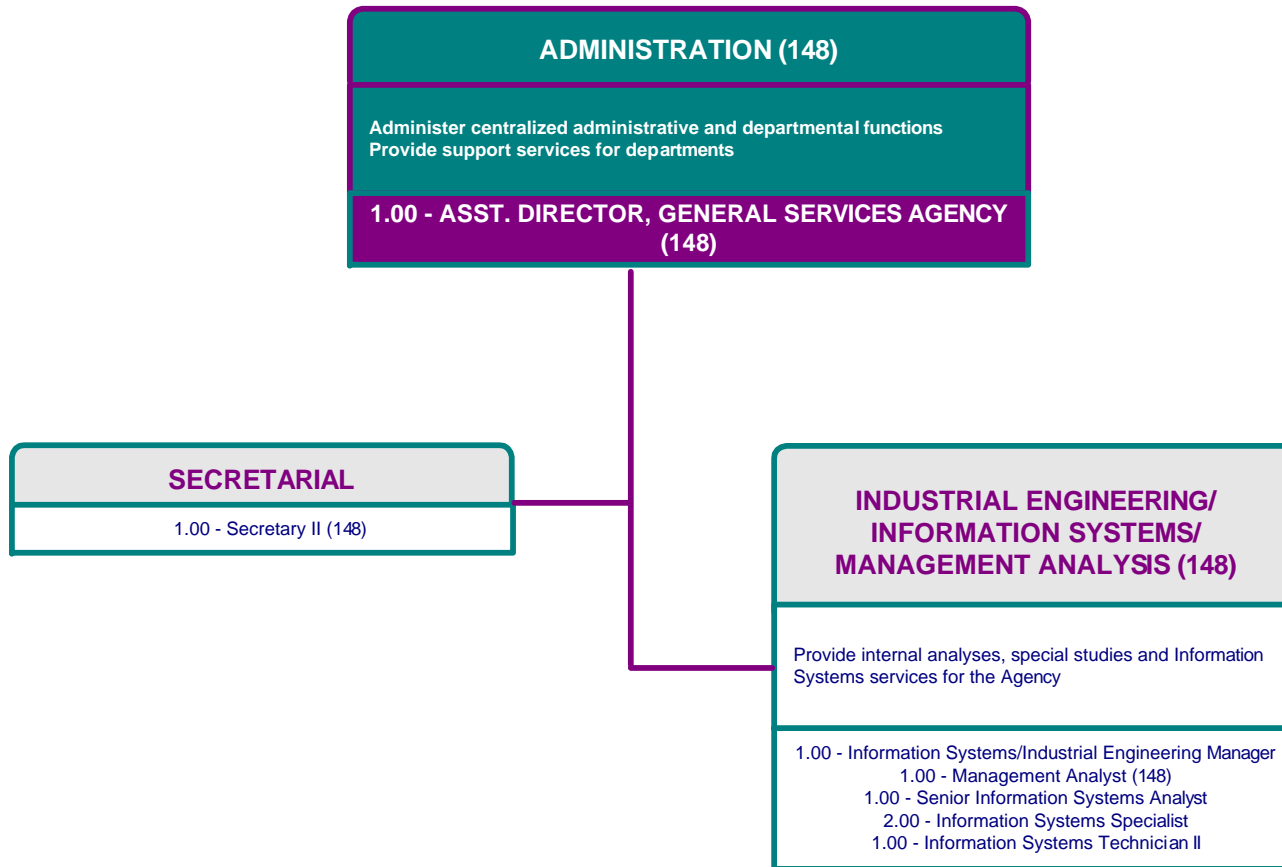 ADMINISTRATION (148)
Administer centralized administrative and departmental functions
Provide support services for departments
1.00 - ASST. DIRECTOR, GENERAL SERVICES AGENCY
(148)
SECRETARIAL
1.00 - Secretary II (148)
INDUSTRIAL ENGINEERING/
INFORMATION SYSTEMS/
MANAGEMENT ANALYSIS (148)
Provide internal analyses, special studies and Information
Systems services for the Agency
1.00 - Information Systems/Industrial Engineering Manager
1.00 - Management Analyst (148)
1.00 - Senior Information Systems Analyst
2.00 - Information Systems Specialist
1.00 - Information Systems Technician II